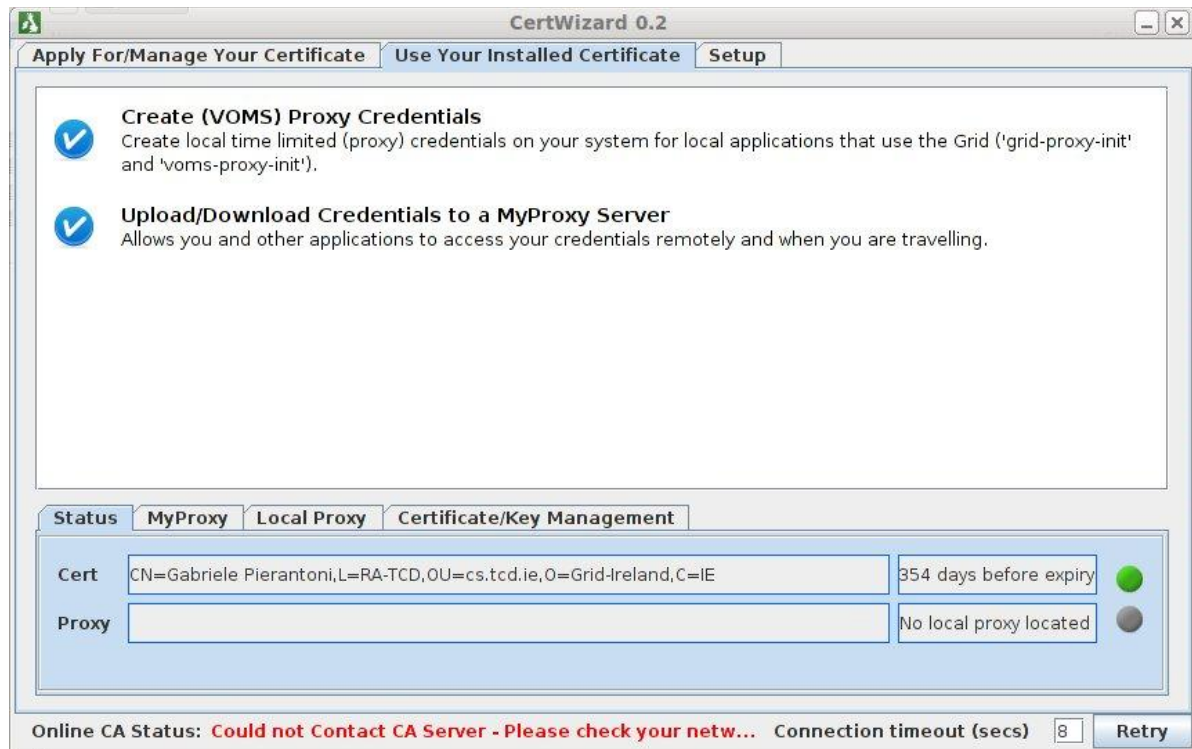 CertWizard 0.2
Apply For/Manage Your Certificate Use Your Installed Certificate Setup
Create (VOMS) Proxy Credentials
Create local time limited (proxy) credentials on your system for local applications that use the Grid ('grid-proxy-init'
and 'voms-proxy-init').
Upload/Download Credentials to a MyProxy Server
Allows you and other applications to access your credentials remotely and when you are travelling.
Status MyProxy Local Proxy Certificate/Key Management
Cert CN=Gabriele Pierantoni,L=RA-TCD,OU=cs.tcd.ie,O=Grid-Ireland,C=IE 354 days before expiry
Proxy No local proxy located
Online CA Status: Could not Contact CA Server - Please check your netw... Connection timeout (secs) 8 Retry